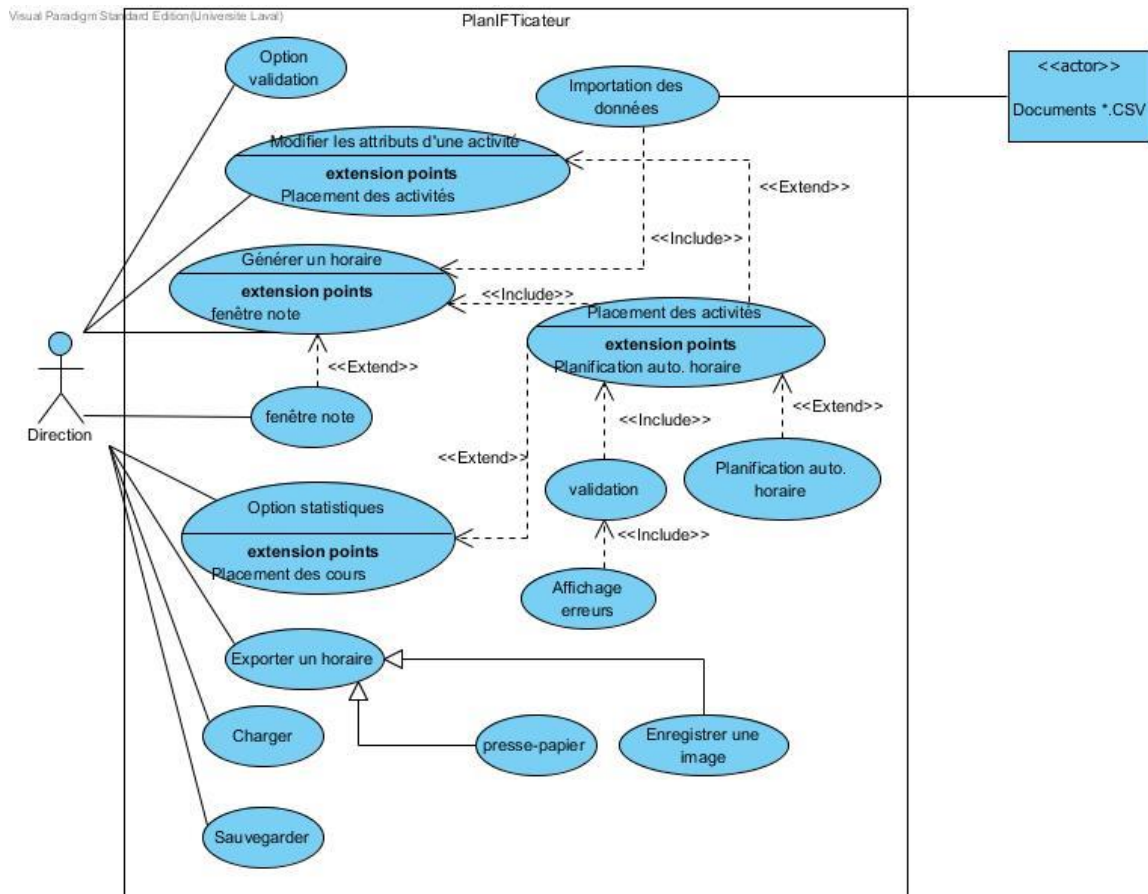 Visual Paradigm Standard Edition(Universite Laval)
PlanIFTicateur
Option
validation
Importation des
données
<<actor>>
Documents *.CSV
Modifier les attributs d'une activité
extension points
Placement des activités
<<Extend>>
<<Include>>
Générer un horaire
extension points
fenêtre note
<<Include>>
Placement des activités
extension points
Planification auto. horaire
<<Extend>>
<<Extend>>
<<Include>>
Direction
fenêtre note
<<Extend>>
Planification auto.
horaire
validation
Option statistiques
extension points
Placement des cours
<<Include>>
Affichage
erreurs
Exporter un horaire
Charger
presse-papier
Enregistrer une
image
Sauvegarder